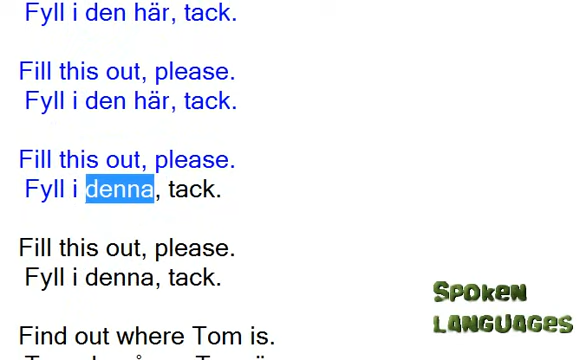 Fyll i den här, tack.
Fill this out, please.
Fyll i den här, tack.
Fill this out, please.
Fyll i denna, tack.
Fill this out, please.
Fyll i denna, tack.
Find out where Tom is.
Spoken
Languages